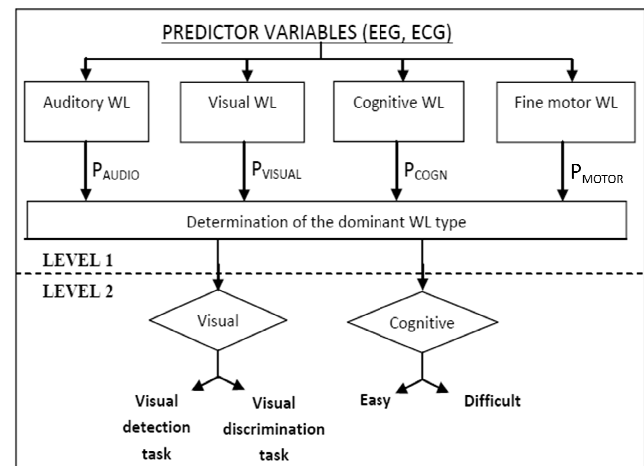 PREDICTOR VARIABLES (EEG, ECG)
Auditory WL
Visual WL
Cognitive WL
Fine motor WL
PAUDIO
PVISUAL
PCOGN
PMOTOR
Determination of the dominant WL type
LEVEL 1
LEVEL 2
Visual
Cognitive
Visual
detection
task
Visual
discrimination
task
Easy
Difficult